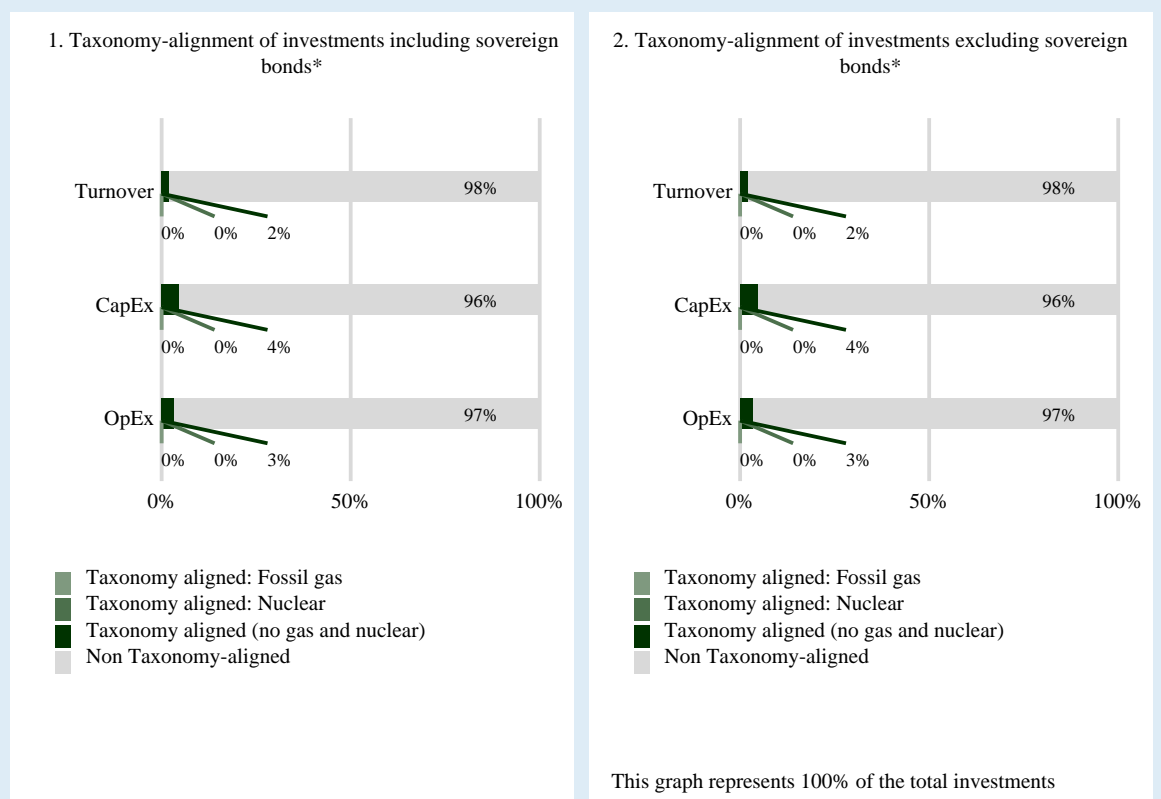 1. Taxonomy-alignment of investments including sovereign
bonds*
Turnover
98%
0% 0% 2%
CapEx
96%
0% 0% 4%
OpEx
97%
0% 0% 3%
0% 50% 100%
Taxonomy aligned: Fossil gas
Taxonomy aligned: Nuclear
Taxonomy aligned (no gas and nuclear)
Non Taxonomy-aligned
2. Taxonomy-alignment of investments excluding sovereign
bonds*
Turnover
98%
0% 0% 2%
CapEx
96%
0% 0% 4%
OpEx
97%
0% 0% 3%
0% 50% 100%
Taxonomy aligned: Fossil gas
Taxonomy aligned: Nuclear
Taxonomy aligned (no gas and nuclear)
Non Taxonomy-aligned
This graph represents 100% of the total investments